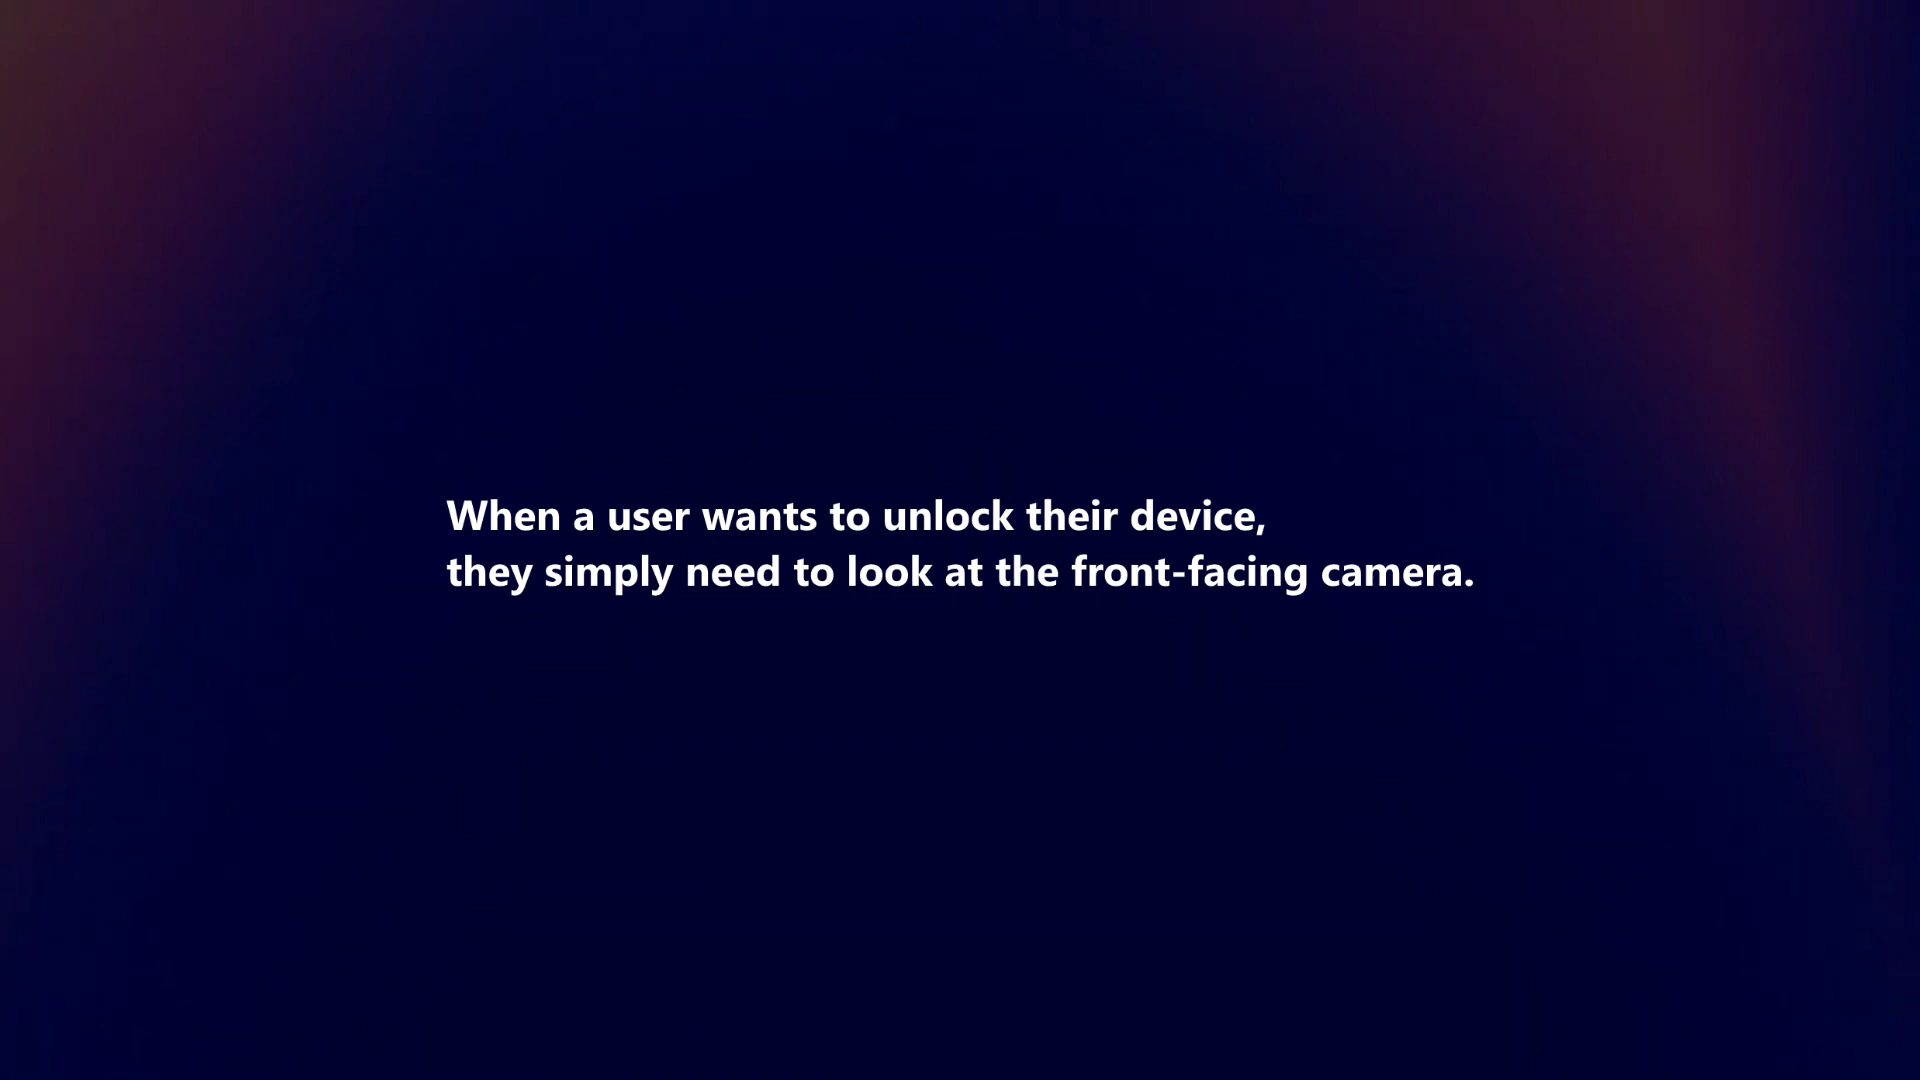 When a user wants to unlock their device,
they simply need to look at the front-facing camera.